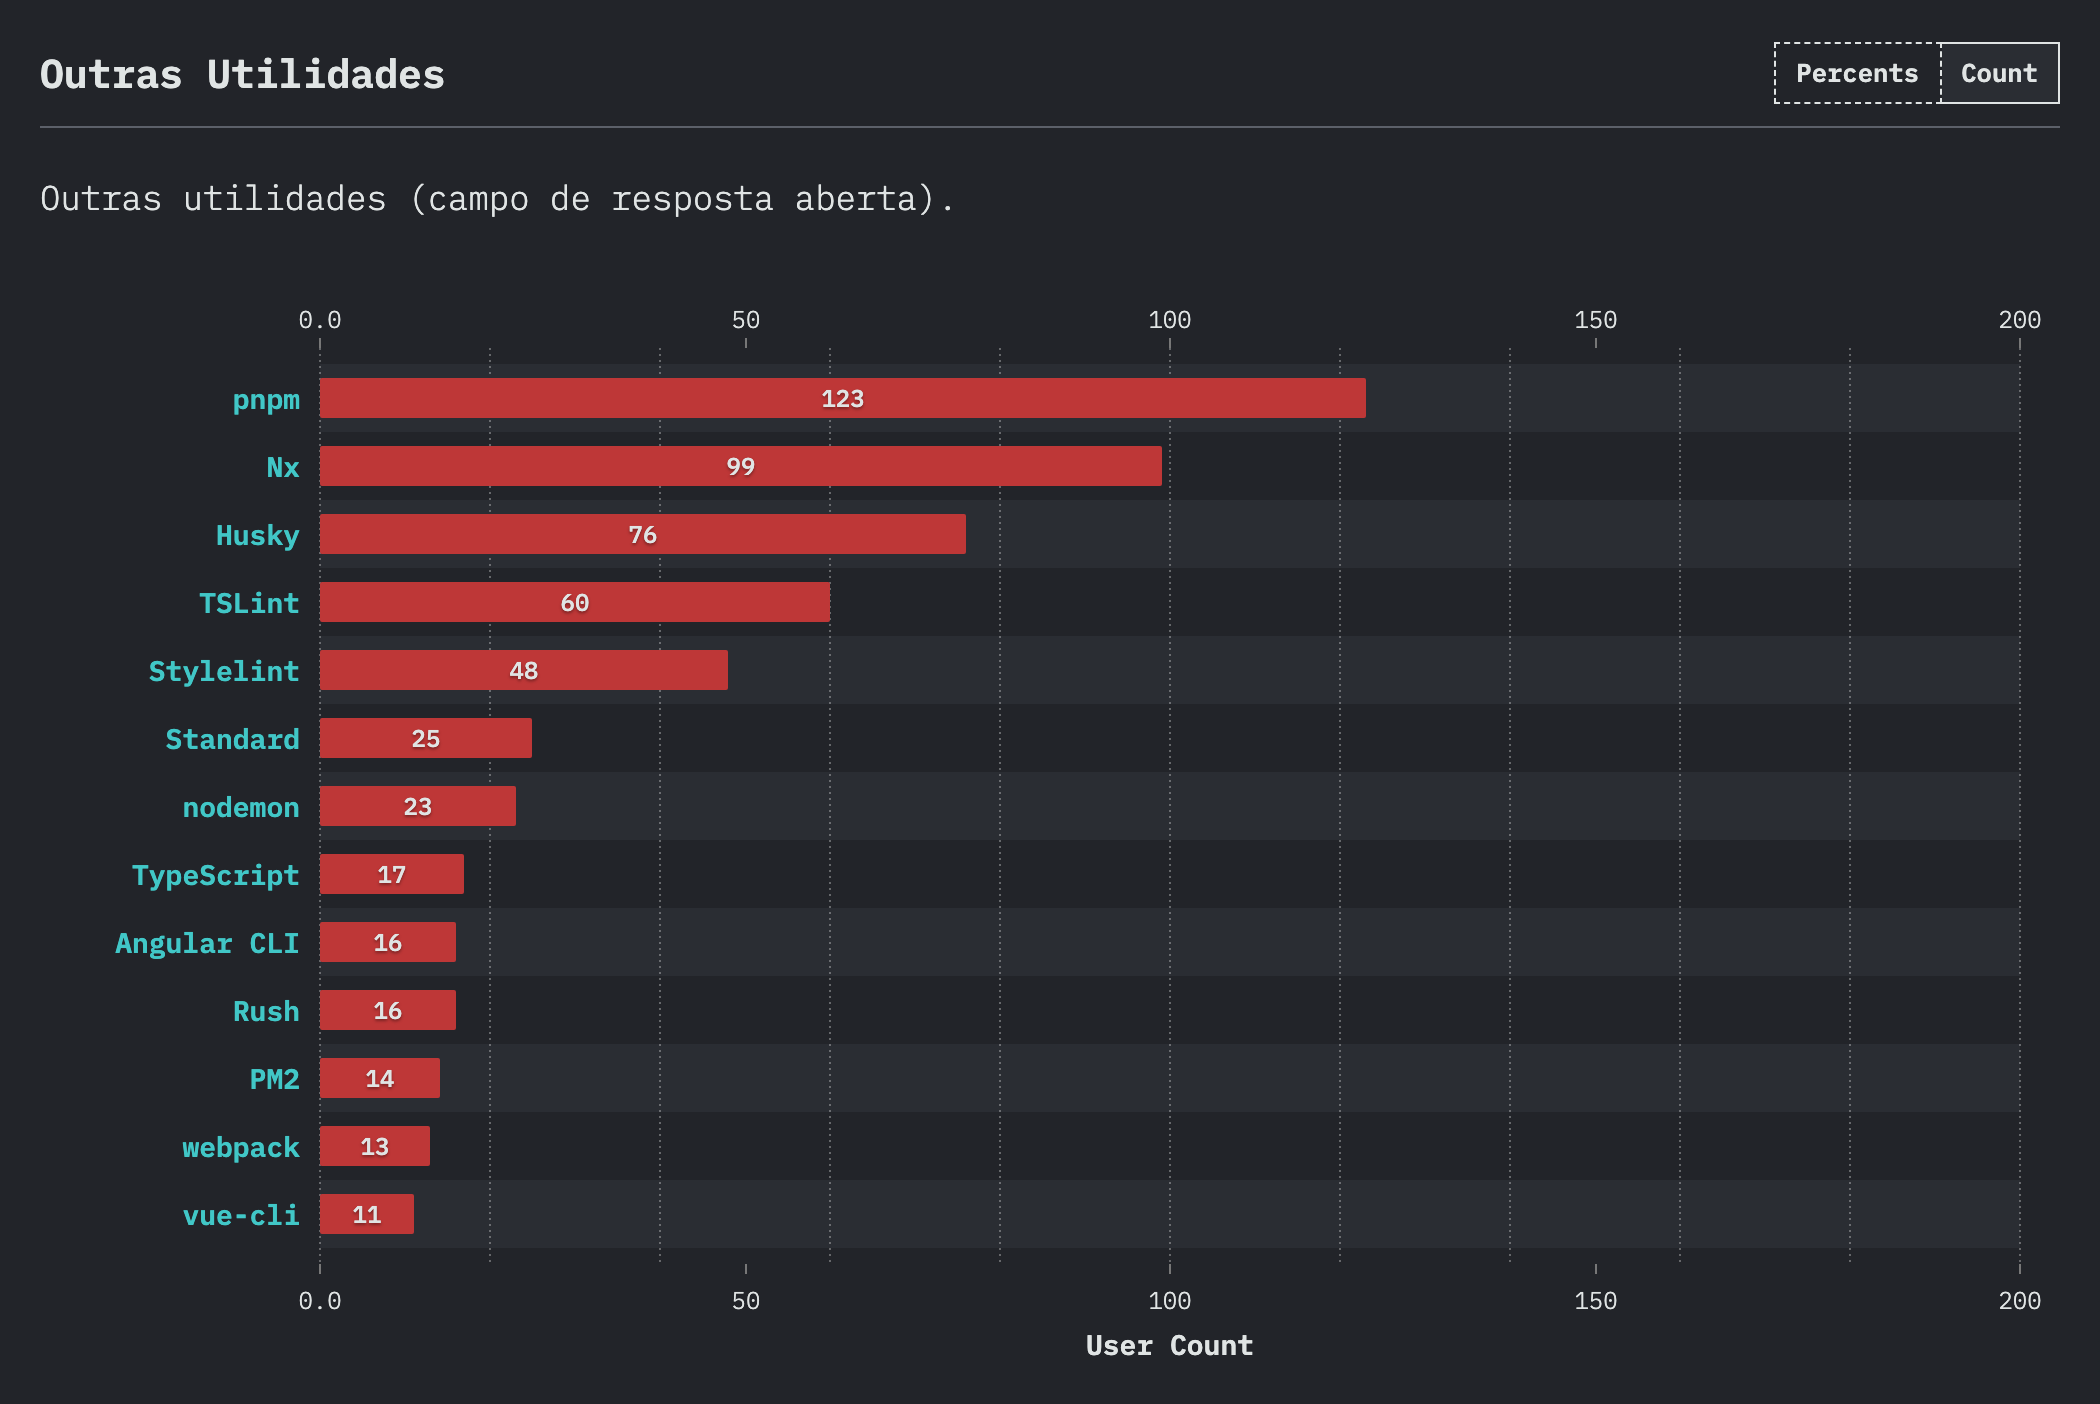 Outras Utilidades
Percents Count
Outras utilidades (campo de resposta aberta).
0.0 50 100 150 200
pnpm 123
Nx 99
Husky 76
TSLint 60
Stylelint 48
Standard 25
nodemon 23
TypeScript 17
Angular CLI 16
Rush 16
PM2 14
webpack 13
vue-cli 11
0.0 50 100 150 200
User Count